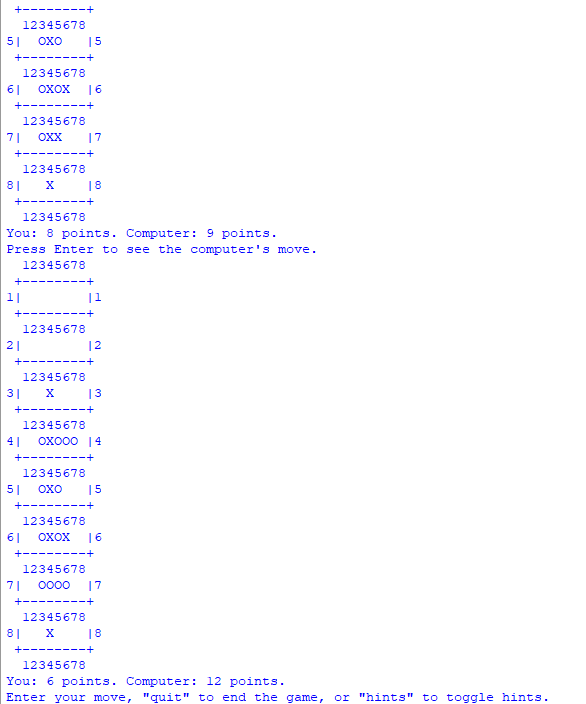 +--------+
  12345678
5|  OXO   |5
 +--------+
  12345678
6|  OXOX  |6
 +--------+
  12345678
7|  OXX   |7
 +--------+
  12345678
8|   X    |8
 +--------+
  12345678
You: 8 points. Computer: 9 points.
Press Enter to see the computer's move.
  12345678
 +--------+
1|        |1
 +--------+
  12345678
2|        |2
 +--------+
  12345678
3|   X    |3
 +--------+
  12345678
4|  OXOOO |4
 +--------+
  12345678
5|  OXO   |5
 +--------+
  12345678
6|  OXOX  |6
 +--------+
  12345678
7|  OOOO  |7
 +--------+
  12345678
8|   X    |8
 +--------+
  12345678
You: 6 points. Computer: 12 points.
Enter your move, "quit" to end the game, or "hints" to toggle hints.